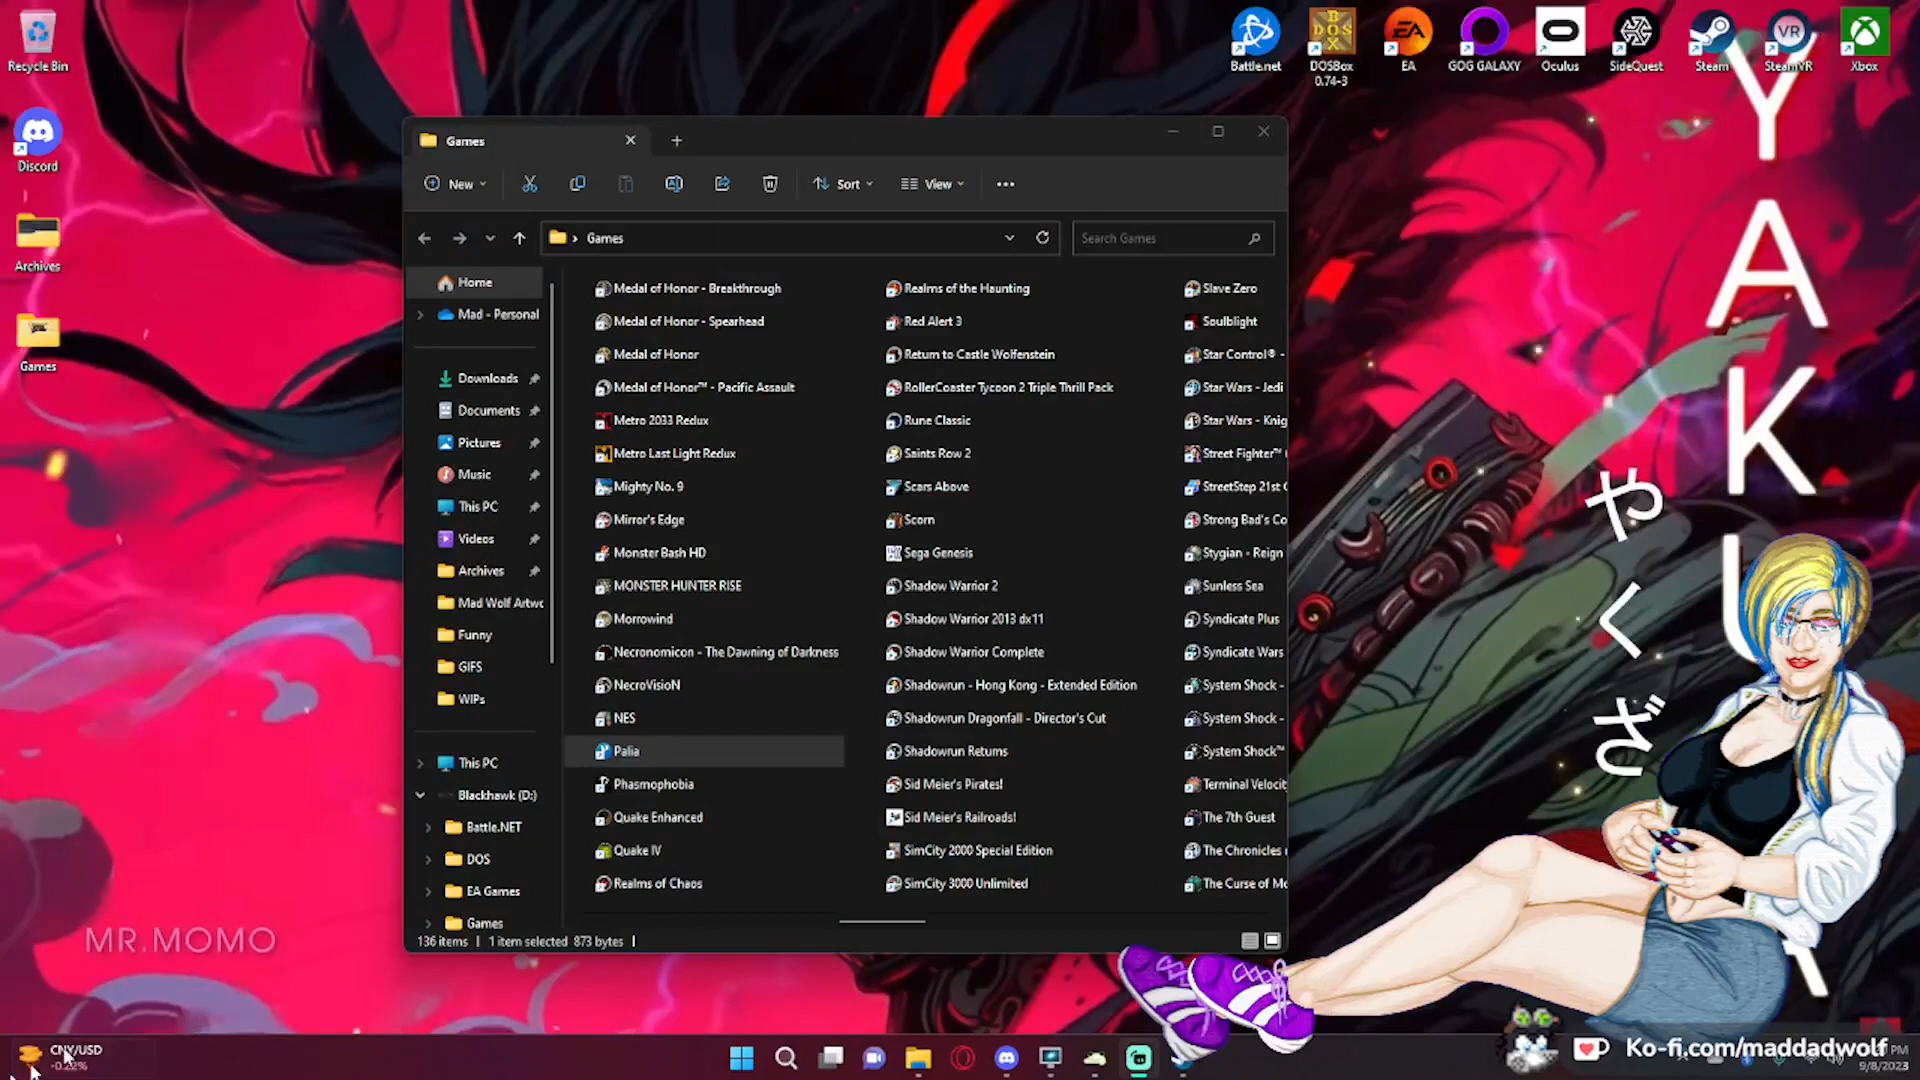 Recycle Bin
Discord
Archives
Games
Battle.net
DOSBox 0.74-3
EA
GOG GALAXY
Oculus
SideQuest
Steam
SteamVR
Xbox
Games
New
Sort
View
Games
Search Games
Home
Mad - Personal
Downloads
Documents
Pictures
Music
This PC
Videos
Archives
Mad Wolf Artwo
Funny
GIFS
WIPs
This PC
Blackhawk (D:)
Battle.NET
DOS
EA Games
Games
Medal of Honor - Breakthrough
Medal of Honor - Spearhead
Medal of Honor
Medal of Honor™ - Pacific Assault
Metro 2033 Redux
Metro Last Light Redux
Mighty No. 9
Mirror's Edge
Monster Bash HD
MONSTER HUNTER RISE
Morrowind
Necronomicon - The Dawning of Darkness
NecroVisioN
NES
Palia
Phasmophobia
Quake Enhanced
Quake IV
Realms of Chaos
Realms of the Haunting
Red Alert 3
Return to Castle Wolfenstein
RollerCoaster Tycoon 2 Triple Thrill Pack
Rune Classic
Saints Row 2
Scars Above
Scorn
Sega Genesis
Shadow Warrior 2
Shadow Warrior 2013 dx11
Shadow Warrior Complete
Shadowrun - Hong Kong - Extended Edition
Shadowrun Dragonfall - Director's Cut
Shadowrun Returns
Sid Meier's Pirates!
Sid Meier's Railroads!
SimCity 2000 Special Edition
SimCity 3000 Unlimited
Slave Zero
Soulblight
Star Control® -
Star Wars - Jedi
Star Wars - Knig
Street Fighter™
StreetStep 21st C
Strong Bad's Co
Stygian - Reign
Sunless Sea
Syndicate Plus
Syndicate Wars
System Shock -
System Shock -
System Shock™
Terminal Velocity
The 7th Guest
The Chronicles
The Curse of Mo
136 items | 1 item selected 873 bytes |
YAKU
やくざ
MR.MOMO
CNY/USD
-0.22%
Ko-fi.com/maddadwolf
PM
9/8/2023